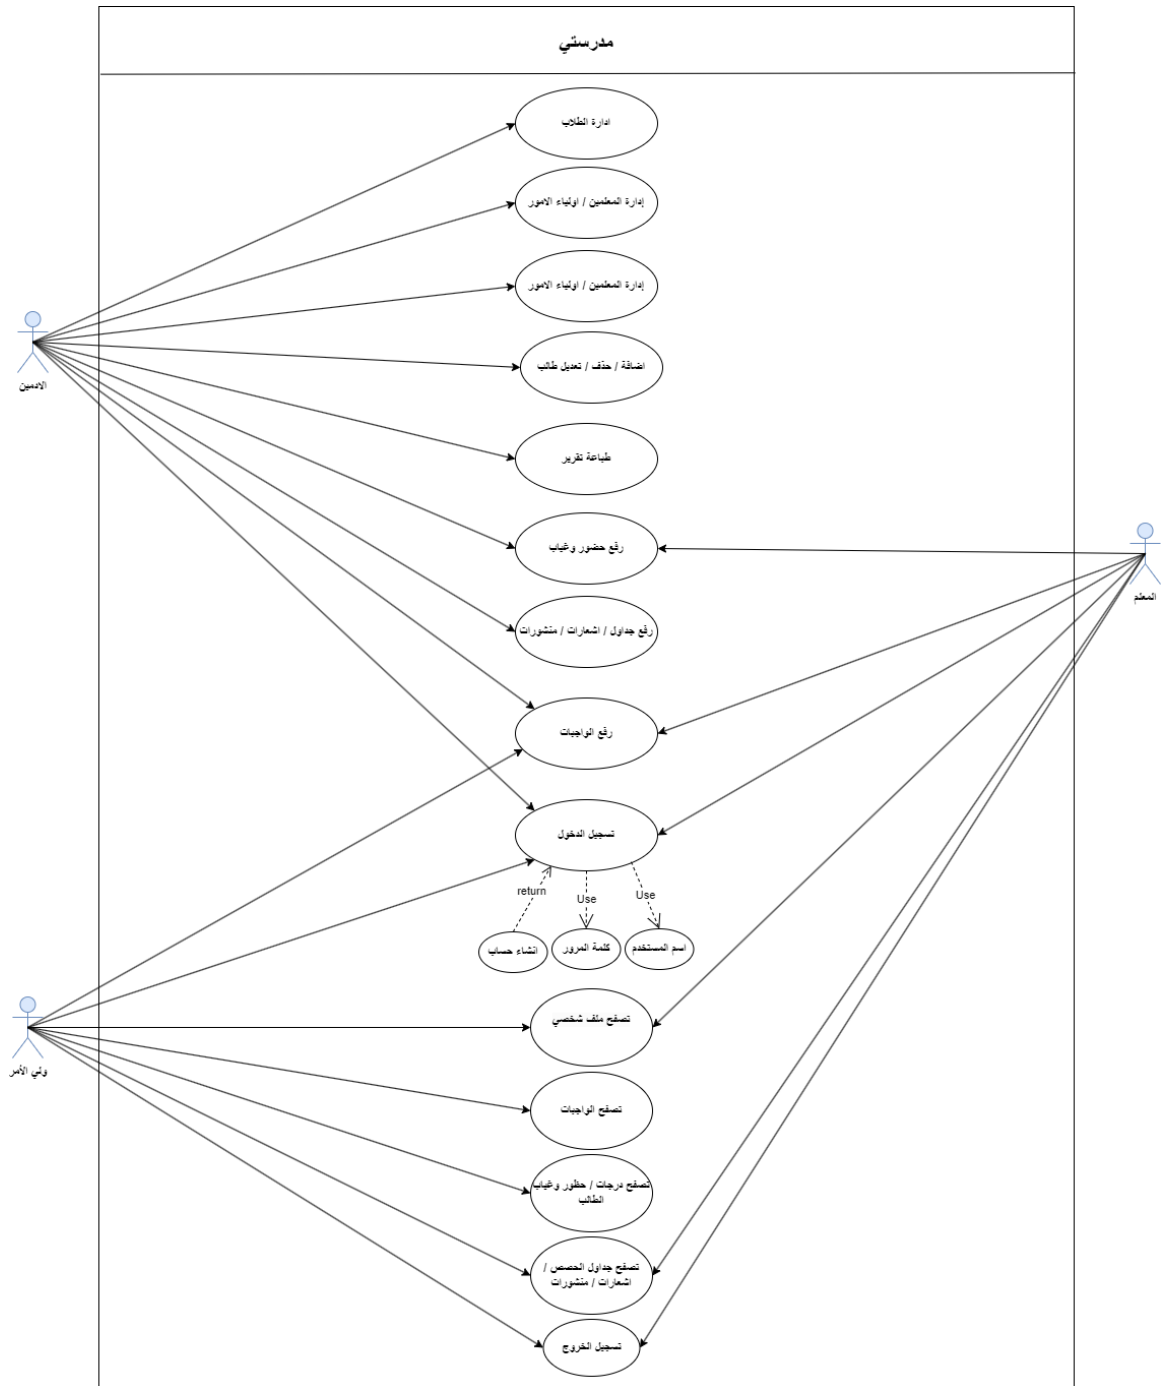 مدرستي
ادارة الطلاب
إدارة المعلمين / اولياء الامور
إدارة المعلمين / اولياء الامور
الادمين
اضافة / حذف / تعديل طالب
طباعة تقرير
رفع حضور وغياب
المعلم
رفع جداول / اشعارات / منشورات
رفع الواجبات
تسجيل الدخول
return
Use
Use
انشاء حساب
كلمة المرور
اسم المستخدم
تصفح ملف شخصي
ولي الأمر
تصفح الواجبات
تصفح درجات / حظور وغياب
الطالب
تصفح جداول الحصص /
اشعارات / منشورات
تسجيل الخروج